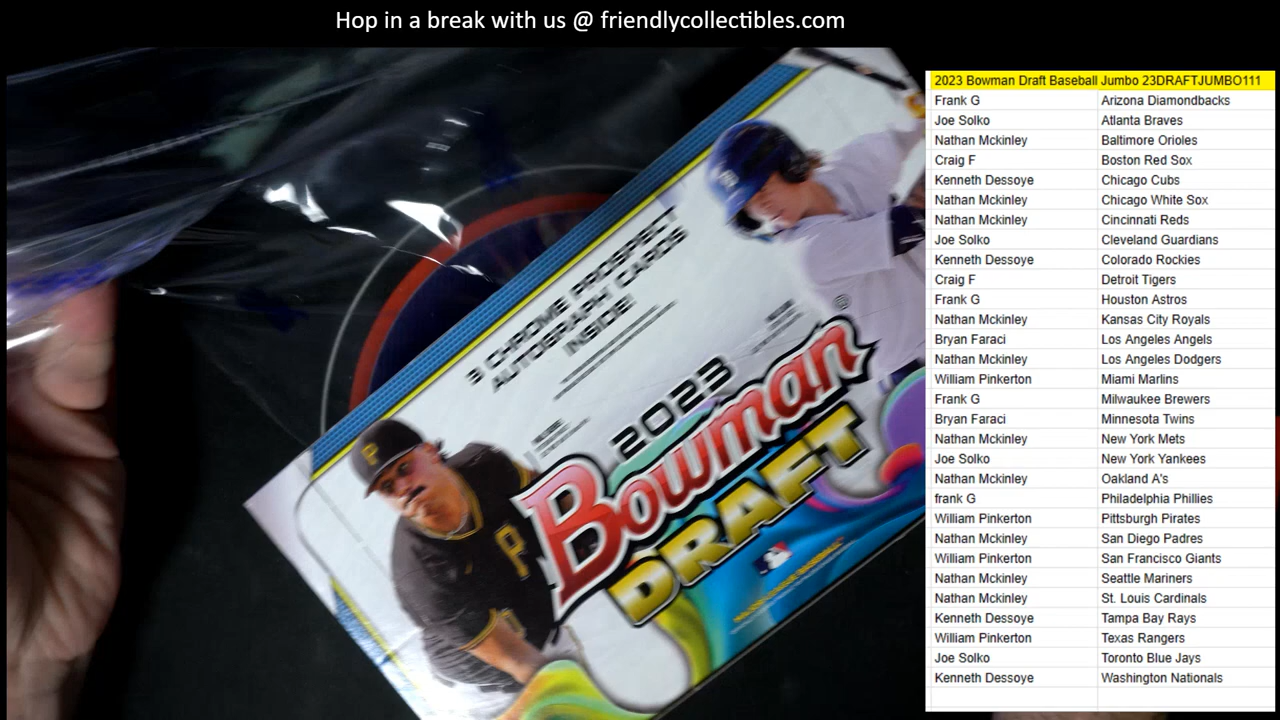 Hop in a break with us @ friendlycollectibles.com
2023 Bowman Draft Baseball Jumbo 23DRAFTJUMBO111
Frank G Arizona Diamondbacks
Joe Solko Atlanta Braves
Nathan Mckinley Baltimore Orioles
Craig F Boston Red Sox
Kenneth Dessoye Chicago Cubs
Nathan Mckinley Chicago White Sox
Nathan Mckinley Cincinnati Reds
Joe Solko Cleveland Guardians
Kenneth Dessoye Colorado Rockies
Craig F Detroit Tigers
Frank G Houston Astros
Nathan Mckinley Kansas City Royals
Bryan Faraci Los Angeles Angels
Nathan Mckinley Los Angeles Dodgers
William Pinkerton Miami Marlins
Frank G Milwaukee Brewers
Bryan Faraci Minnesota Twins
Nathan Mckinley New York Mets
Joe Solko New York Yankees
Nathan Mckinley Oakland A's
frank G Philadelphia Phillies
William Pinkerton Pittsburgh Pirates
Nathan Mckinley San Diego Padres
William Pinkerton San Francisco Giants
Nathan Mckinley Seattle Mariners
Nathan Mckinley St. Louis Cardinals
Kenneth Dessoye Tampa Bay Rays
William Pinkerton Texas Rangers
Joe Solko Toronto Blue Jays
Kenneth Dessoye Washington Nationals
3 CHROME PROSPECT
AUTOGRAPH CARDS
INSIDE!
2023
Bowman
DRAFT
P
P